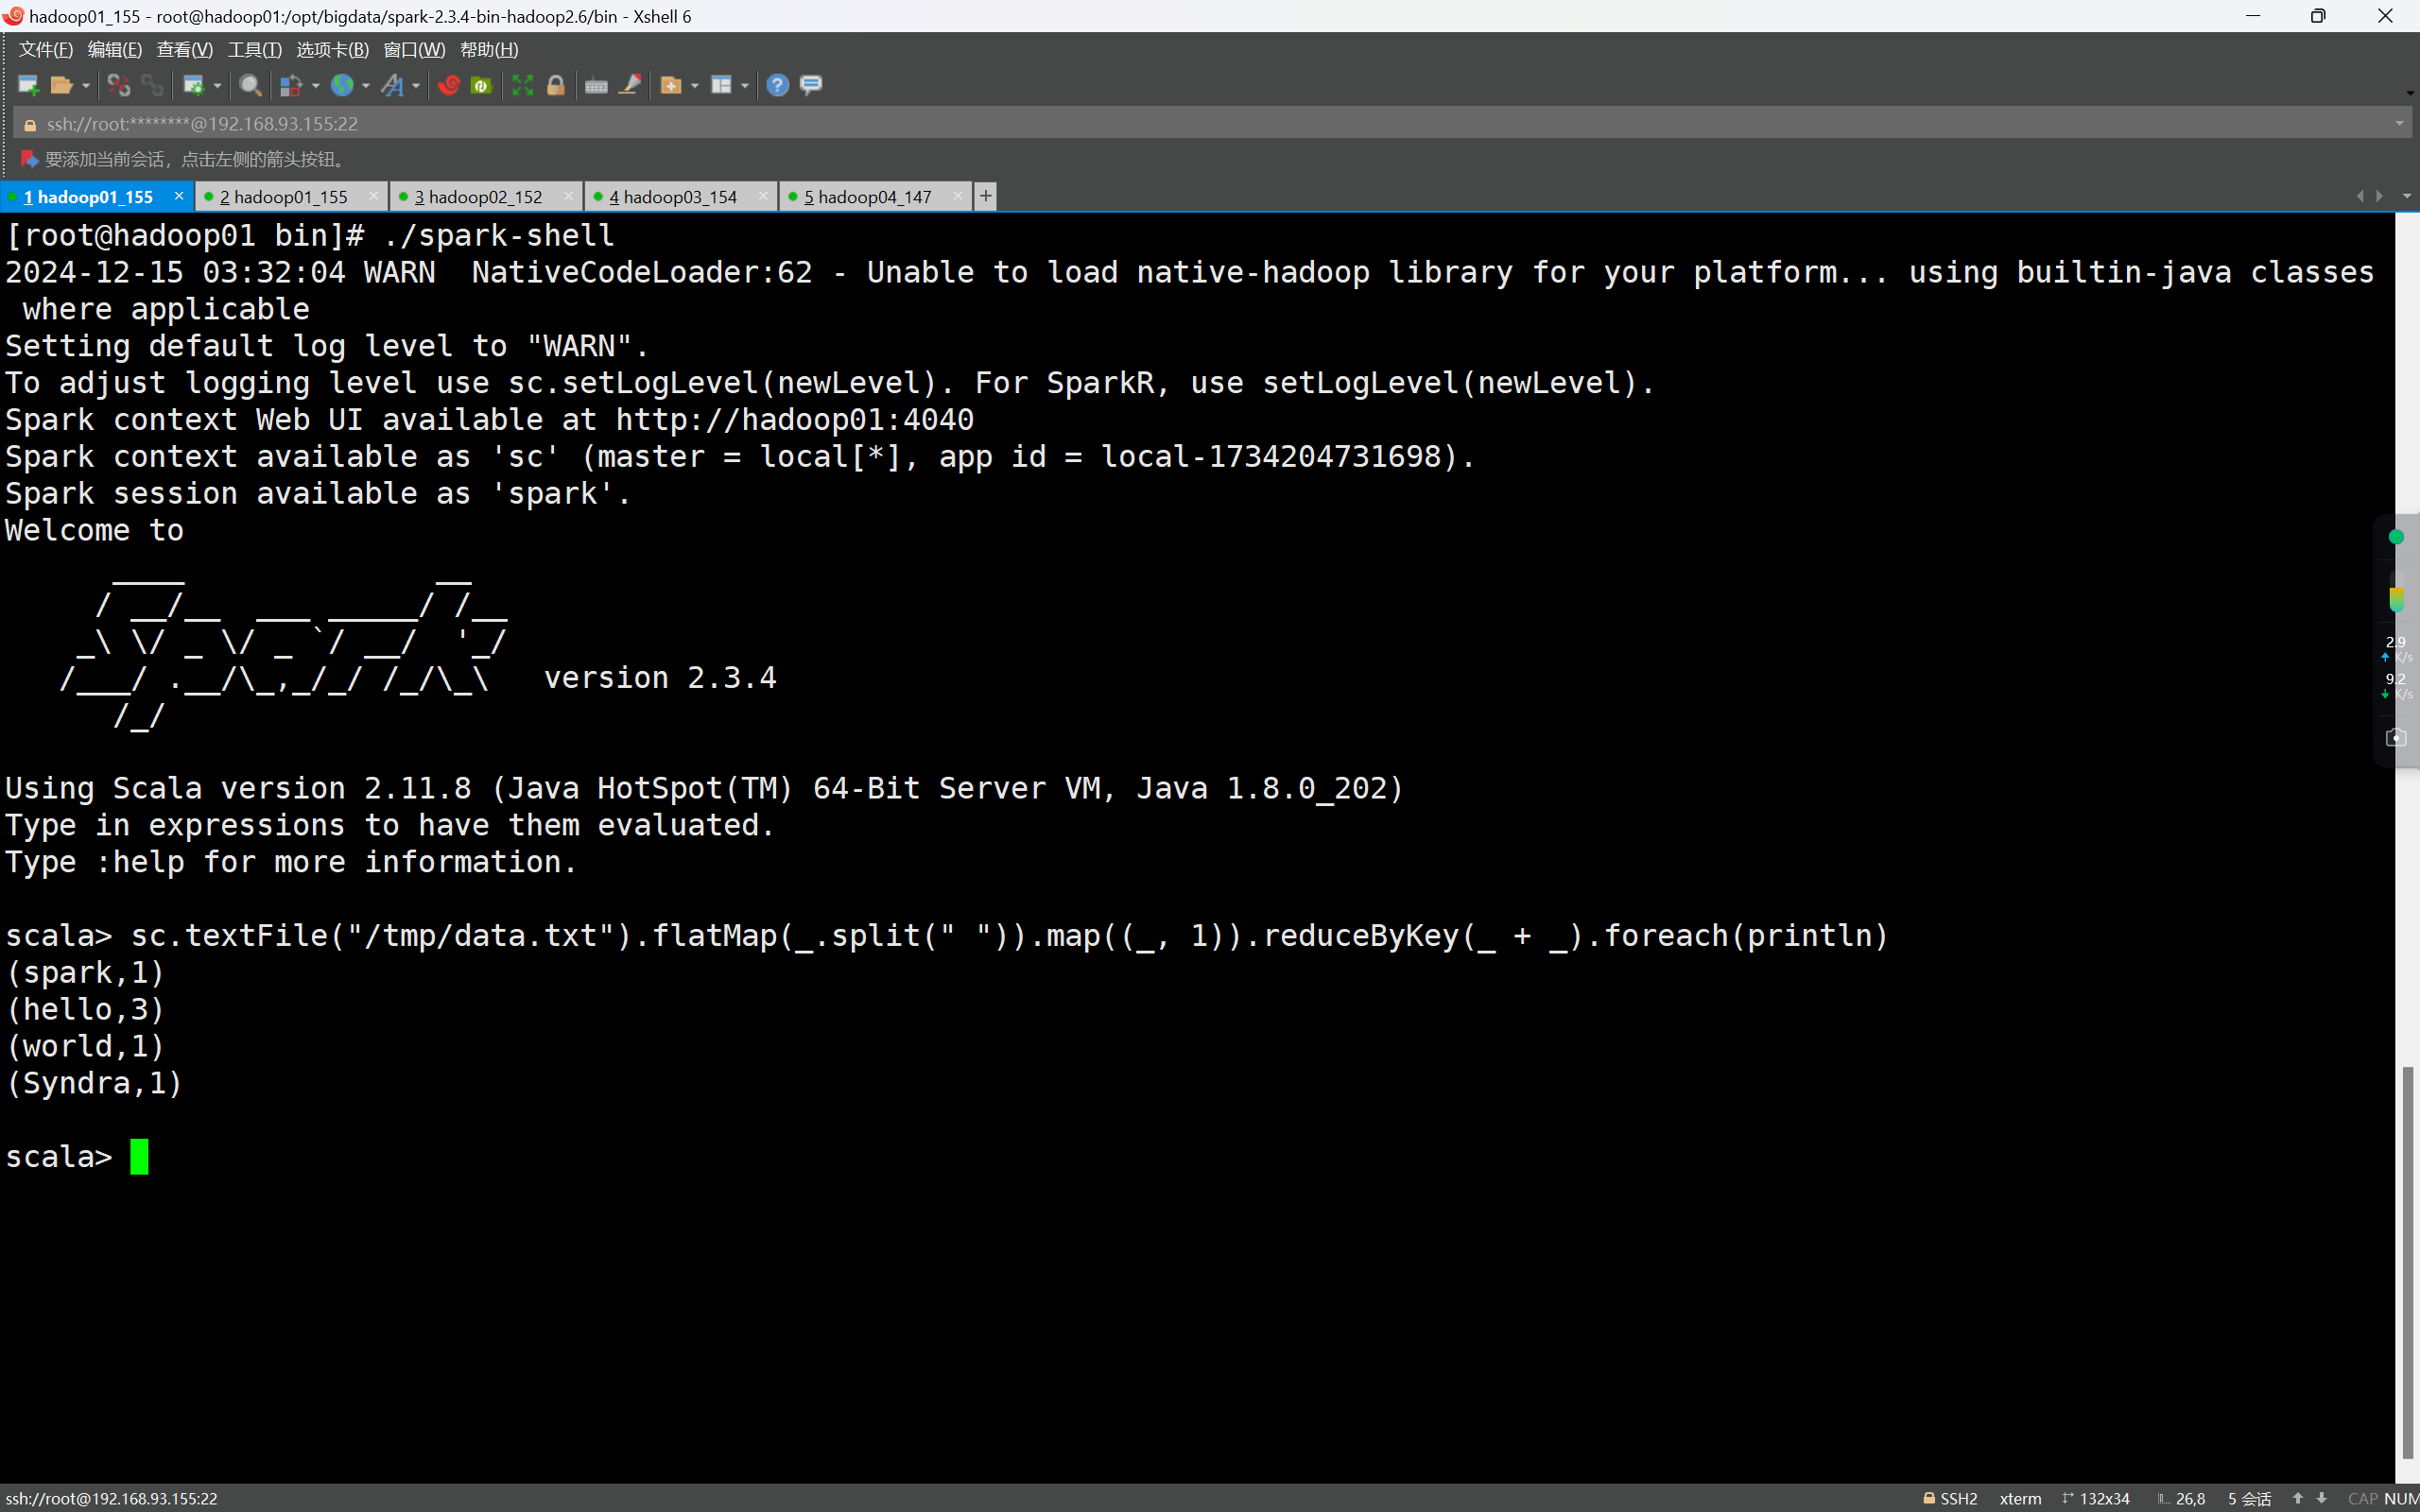 hadoop01_155 - root@hadoop01:/opt/bigdata/spark-2.3.4-bin-hadoop2.6/bin - Xshell 6
文件(F) 编辑(E) 查看(V) 工具(T) 选项卡(B) 窗口(W) 帮助(H)
ssh://root:********@192.168.93.155:22
要添加当前会话，点击左侧的箭头按钮。
1 hadoop01_155 2 hadoop01_155 3 hadoop02_152 4 hadoop03_154 5 hadoop04_147
[root@hadoop01 bin]# ./spark-shell
2024-12-15 03:32:04 WARN  NativeCodeLoader:62 - Unable to load native-hadoop library for your platform... using builtin-java classes
 where applicable
Setting default log level to "WARN".
To adjust logging level use sc.setLogLevel(newLevel). For SparkR, use setLogLevel(newLevel).
Spark context Web UI available at http://hadoop01:4040
Spark context available as 'sc' (master = local[*], app id = local-1734204731698).
Spark session available as 'spark'.
Welcome to
      ____              __
     / __/__  ___ _____/ /__
    _\ \/ _ \/ _ `/ __/  '_/
   /___/ .__/\_,_/_/ /_/\_\   version 2.3.4
      /_/
Using Scala version 2.11.8 (Java HotSpot(TM) 64-Bit Server VM, Java 1.8.0_202)
Type in expressions to have them evaluated.
Type :help for more information.
scala> sc.textFile("/tmp/data.txt").flatMap(_.split(" ")).map((_, 1)).reduceByKey(_ + _).foreach(println)
(spark,1)
(hello,3)
(world,1)
(Syndra,1)
scala>
2.9
K/s
9.2
K/s
ssh://root@192.168.93.155:22 SSH2 xterm 132x34 26,8 5 会话 CAP NUM